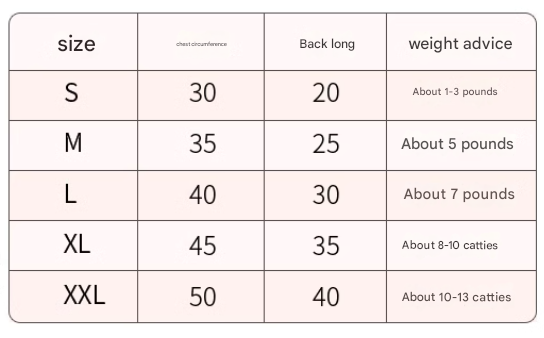 size chest circumference Back long weight advice
S 30 20 About 1-3 pounds
M 35 25 About 5 pounds
L 40 30 About 7 pounds
XL 45 35 About 8-10 catties
XXL 50 40 About 10-13 catties